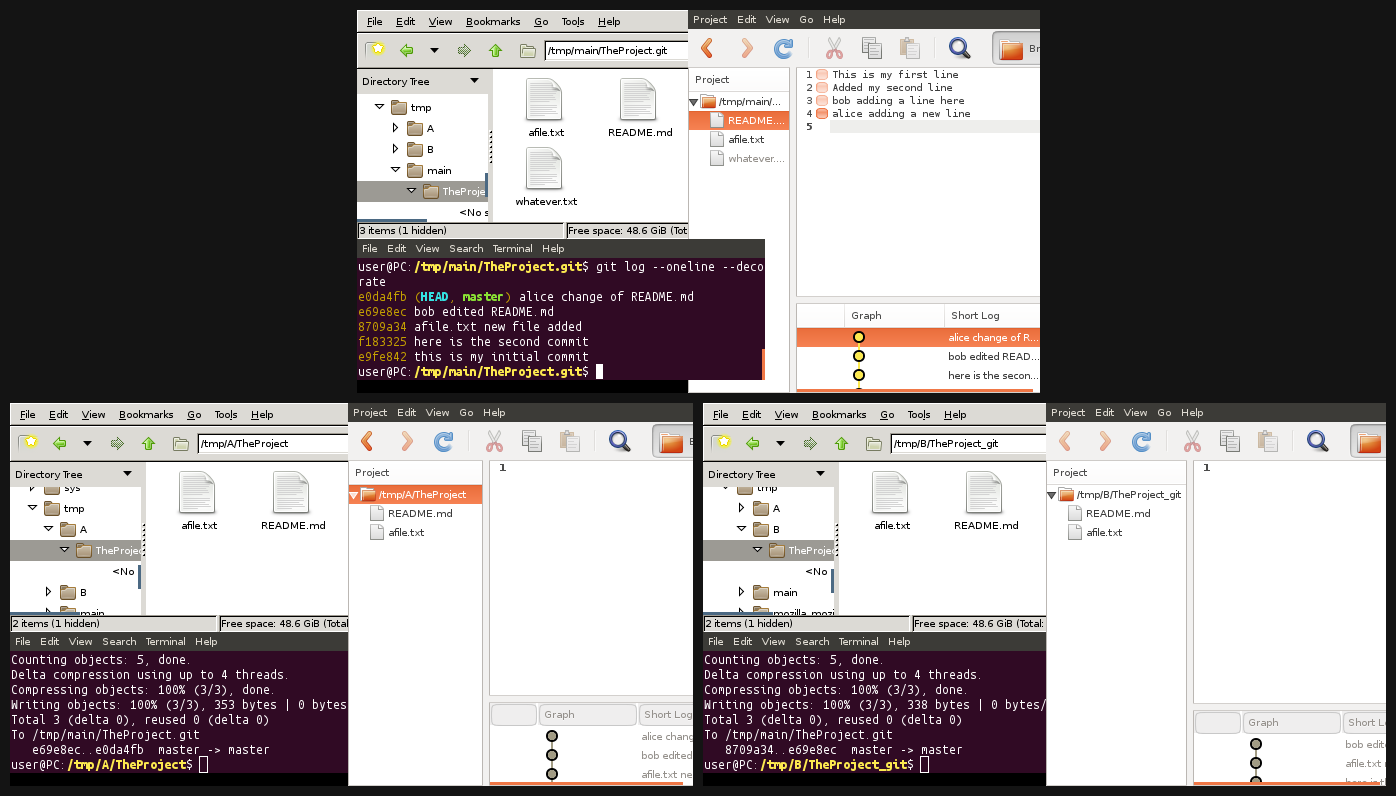 File Edit View Bookmarks Go Tools Help
/tmp/main/TheProject.git
Directory Tree
tmp
A
B
main
TheProje
<No s
afile.txt
README.md
whatever.txt
3 items (1 hidden)
Free space: 48.6 GiB (Tot
Project Edit View Go Help
Project
/tmp/main/...
README....
afile.txt
whatever....
1 This is my first line
2 Added my second line
3 bob adding a line here
4 alice adding a new line
5
Graph Short Log
alice change of R...
bob edited READ...
here is the secon...
File Edit View Search Terminal Help
user@PC:/tmp/main/TheProject.git$ git log --oneline --deco
rate
e0da4fb (HEAD, master) alice change of README.md
e69e8ec bob edited README.md
8709a34 afile.txt new file added
f183325 here is the second commit
e9fe842 this is my initial commit
user@PC:/tmp/main/TheProject.git$
File Edit View Bookmarks Go Tools Help
/tmp/A/TheProject
Directory Tree
sys
tmp
A
TheProjec
<No
B
main
afile.txt
README.md
2 items (1 hidden)
Free space: 48.6 GiB (Total
Project Edit View Go Help
Project
/tmp/A/TheProject
README.md
afile.txt
1
Graph Short Log
alice chang
bob edited
afile.txt ne
File Edit View Search Terminal Help
Counting objects: 5, done.
Delta compression using up to 4 threads.
Compressing objects: 100% (3/3), done.
Writing objects: 100% (3/3), 353 bytes | 0 bytes
Total 3 (delta 0), reused 0 (delta 0)
To /tmp/main/TheProject.git
e69e8ec..e0da4fb master -> master
user@PC:/tmp/A/TheProject$
File Edit View Bookmarks Go Tools Help
/tmp/B/TheProject_git
Directory Tree
tmp
A
B
TheProjec
<No
main
mozilla_mozi
afile.txt
README.md
2 items (1 hidden)
Free space: 48.6 GiB (Total:
Project Edit View Go Help
Project
/tmp/B/TheProject_git
README.md
afile.txt
1
Graph Short Lo
bob edite
afile.txt
File Edit View Search Terminal Help
Counting objects: 5, done.
Delta compression using up to 4 threads.
Compressing objects: 100% (3/3), done.
Writing objects: 100% (3/3), 338 bytes | 0 bytes/
Total 3 (delta 0), reused 0 (delta 0)
To /tmp/main/TheProject.git
8709a34..e69e8ec master -> master
user@PC:/tmp/B/TheProject_git$